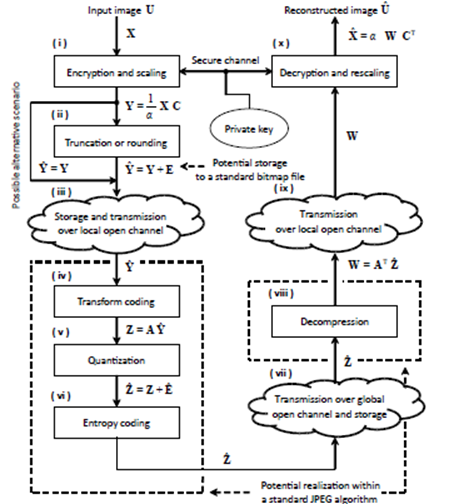 Input image U
Reconstructed image Û
X
X̂ = α W Cᵀ
(i)
Secure channel
(x)
Encryption and scaling
Decryption and rescaling
Y = 1/α X C
(ii)
Private key
Truncation or rounding
W
Possible alternative scenario
Ŷ = Y
Ŷ = Y + E
Potential storage
to a standard bitmap file
(iii)
(ix)
Storage and transmission
over local open channel
Transmission
over local open channel
Ŷ
W = Aᵀ Ẑ
(iv)
(viii)
Transform coding
Decompression
(v)
Z = A Ŷ
Quantization
Ẑ
(vi)
Ẑ = Z + Ê
(vii)
Transmission over global
open channel and storage
Entropy coding
Ẑ
Potential realization within
a standard JPEG algorithm